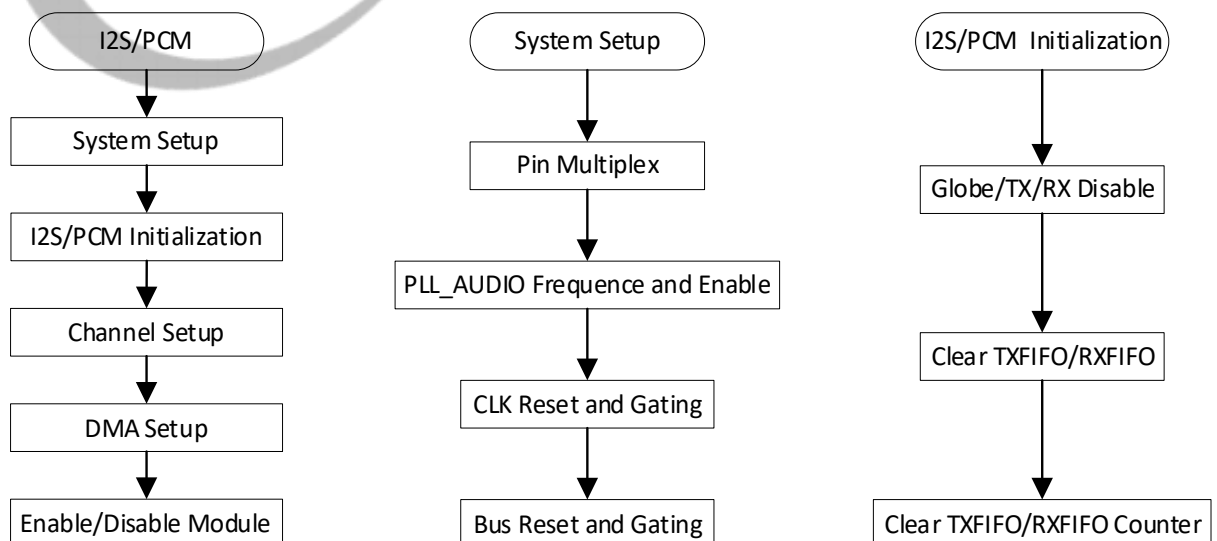 I2S/PCM
System Setup
I2S/PCM Initialization
Channel Setup
DMA Setup
Enable/Disable Module
System Setup
Pin Multiplex
PLL_AUDIO Frequence and Enable
CLK Reset and Gating
Bus Reset and Gating
I2S/PCM Initialization
Globe/TX/RX Disable
Clear TXFIFO/RXFIFO
Clear TXFIFO/RXFIFO Counter